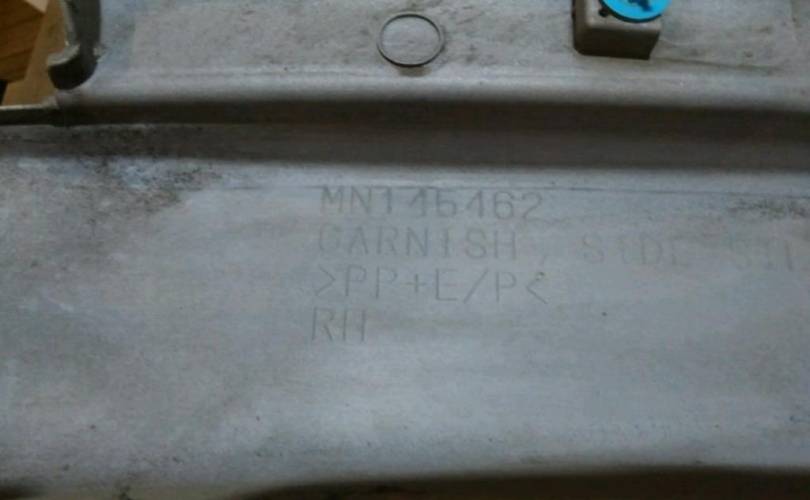 MN145462
GARNISH, SIDE
>PP+E/P<
RH